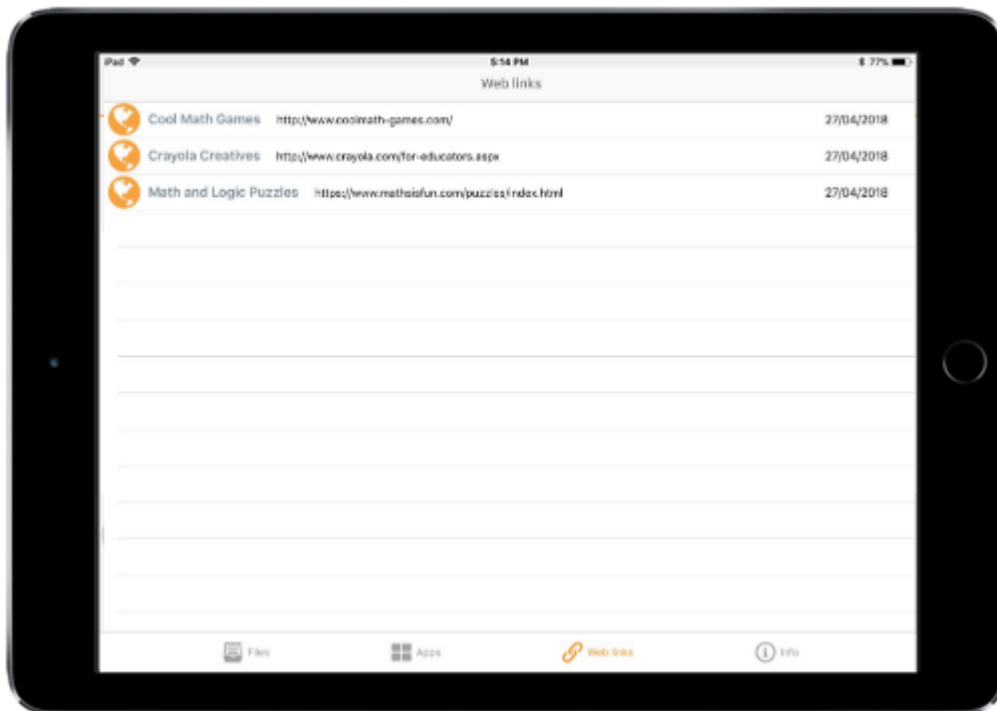 iPad 5:14 PM 77%
Web links
Cool Math Games http://www.coolmath-games.com/ 27/04/2018
Crayola Creatives http://www.crayola.com/for-educators.aspx 27/04/2018
Math and Logic Puzzles https://www.mathsisfun.com/puzzles/index.html 27/04/2018
Files Apps Web links Info